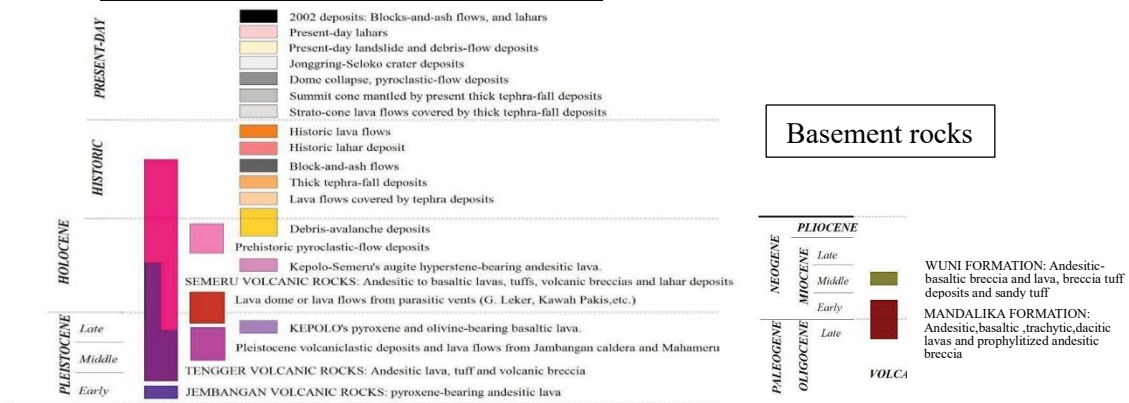 PRESENT-DAY
2002 deposits: Blocks-and-ash flows, and lahars
Present-day lahars
Present-day landslide and debris-flow deposits
Jonggring-Seloko crater deposits
Dome collapse, pyroclastic-flow deposits
Summit cone mantled by present thick tephra-fall deposits
Strato-cone lava flows covered by thick tephra-fall deposits
HISTORIC
Historic lava flows
Historic lahar deposit
Block-and-ash flows
Thick tephra-fall deposits
Lava flows covered by tephra deposits
Debris-avalanche deposits
HOLOCENE
Prehistoric pyroclastic-flow deposits
Kepolo-Semeru's augite hyperstene-bearing andesitic lava.
SEMERU VOLCANIC ROCKS: Andesitic to basaltic lavas, tuffs, volcanic breccias and lahar deposits
Lava dome or lava flows from parasitic vents (G. Leker, Kawah Pakis,etc.)
PLEISTOCENE
Late
KEPOLO's pyroxene and olivine-bearing basaltic lava.
Pleistocene volcaniclastic deposits and lava flows from Jambangan caldera and Mahameru
Middle
TENGGER VOLCANIC ROCKS: Andesitic lava, tuff and volcanic breccia
Early
JEMBANGAN VOLCANIC ROCKS: pyroxene-bearing andesitic lava
Basement rocks
PLIOCENE
NEOGENE
MIOCENE
Late
Middle
Early
PALEOGENE
OLIGOCENE
Late
VOLCA
WUNI FORMATION: Andesitic-
basaltic breccia and lava, breccia tuff
deposits and sandy tuff
MANDALIKA FORMATION:
Andesitic,basaltic ,trachytic,dacitic
lavas and prophylitized andesitic
breccia